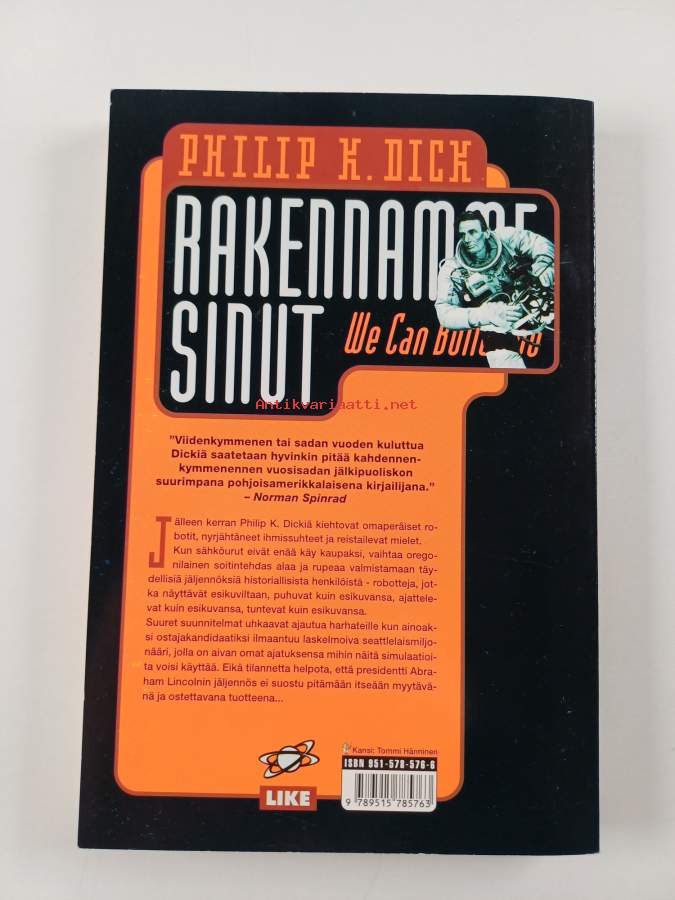 PHILIP K. DICK
RAKENNAMME
SINUT
We Can Build
Antikvariaatti.net
"Viidenkymmenen tai sadan vuoden kuluttua
Dickiä saatetaan hyvinkin pitää kahdennen-
kymmenennen vuosisadan jälkipuoliskon
suurimpana pohjoisamerikkalaisena kirjailijana."
– Norman Spinrad
Jälleen kerran Philip K. Dickiä kiehtovat omaperäiset ro-
botit, nyrjähtäneet ihmissuhteet ja reistailevat mielet.
Kun sähköurut eivät enää käy kaupaksi, vaihtaa orego-
nilainen soitintehdas alaa ja rupeaa valmistamaan täy-
dellisiä jäljennöksiä historiallisista henkilöistä - robotteja, jot-
ka näyttävät esikuviltaan, puhuvat kuin esikuvansa, ajattele-
vat kuin esikuvansa, tuntevat kuin esikuvansa.
Suuret suunnitelmat uhkaavat ajautua harhateille kun ainoak-
si ostajakandidaatiksi ilmaantuu laskelmoiva seattlelaismiljo-
nääri, jolla on aivan omat ajatuksensa mihin näitä simulaatioi-
ta voisi käyttää. Eikä tilannetta helpota, että presidentti Abra-
ham Lincolnin jäljennös ei suostu pitämään itseään myytävä-
nä ja ostettavana tuotteena...
Kansi: Tommi Hänninen
ISBN 951-578-576-6
9 789515 785763
LIKE